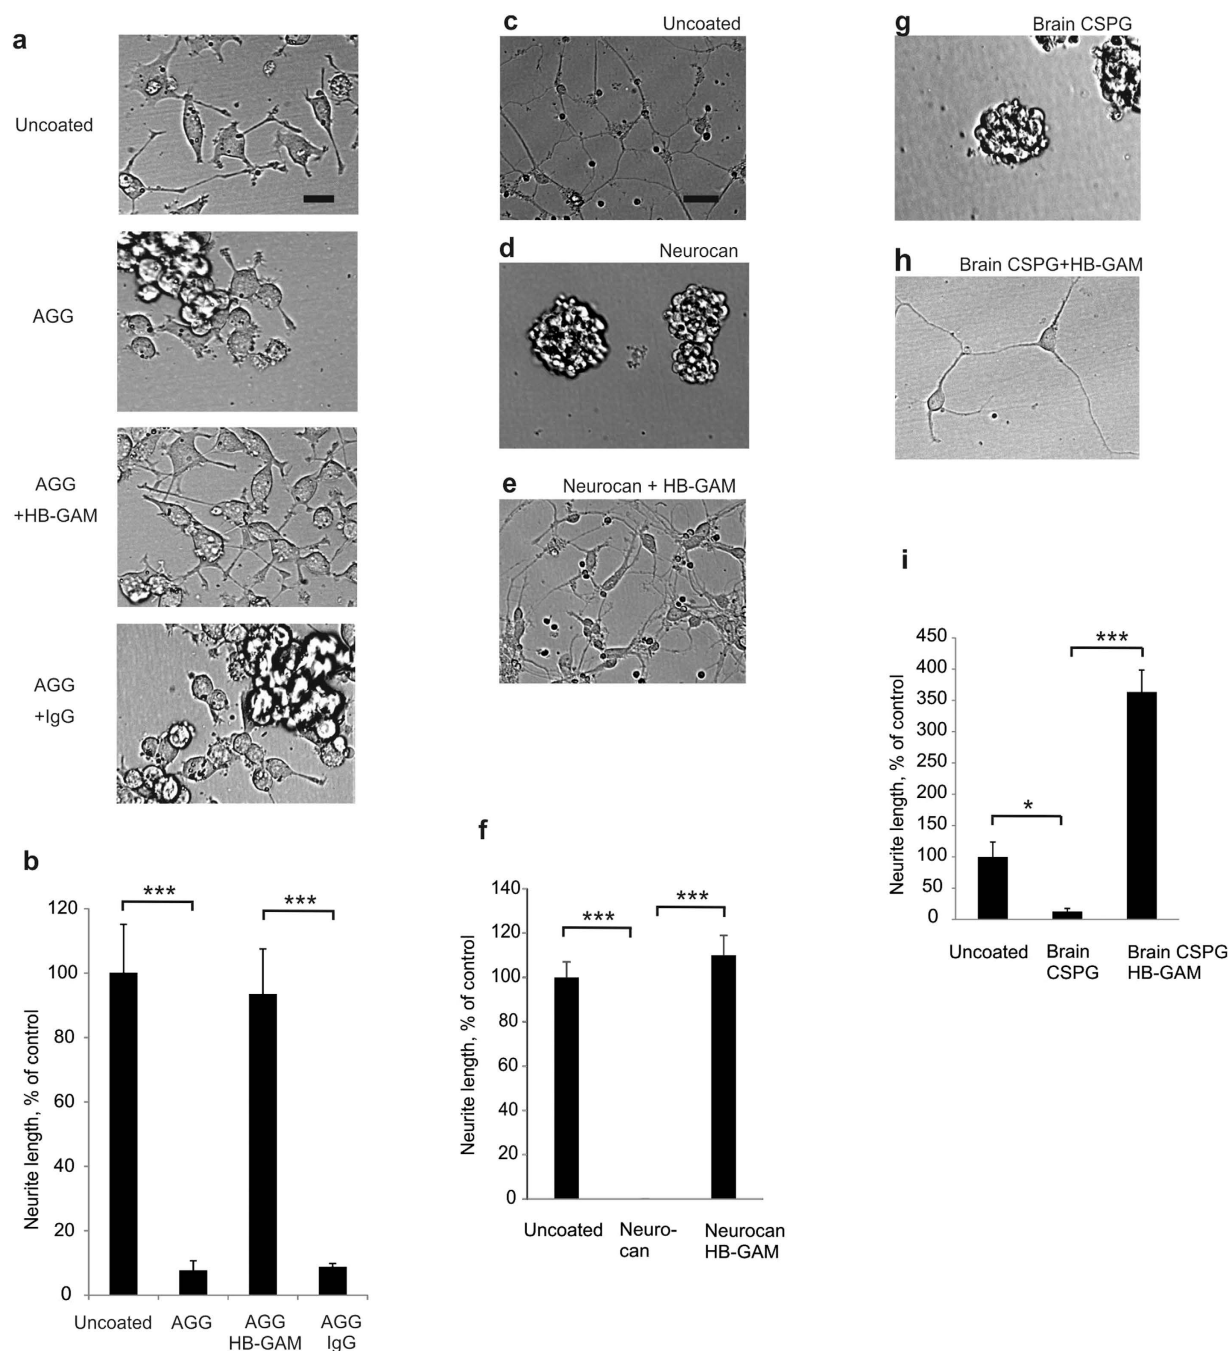 a
Uncoated
AGG
AGG
+HB-GAM
AGG
+IgG
b
***
***
Neurite length, % of control
120
100
80
60
40
20
0
Uncoated
AGG
AGG
HB-GAM
AGG
IgG
c
Uncoated
d
Neurocan
e
Neurocan + HB-GAM
f
***
***
Neurite length, % of control
140
120
100
80
60
40
20
0
Uncoated
Neuro-
can
Neurocan
HB-GAM
g
Brain CSPG
h
Brain CSPG+HB-GAM
i
***
*
Neurite length, % of control
450
400
350
300
250
200
150
100
50
0
Uncoated
Brain
CSPG
Brain CSPG
HB-GAM